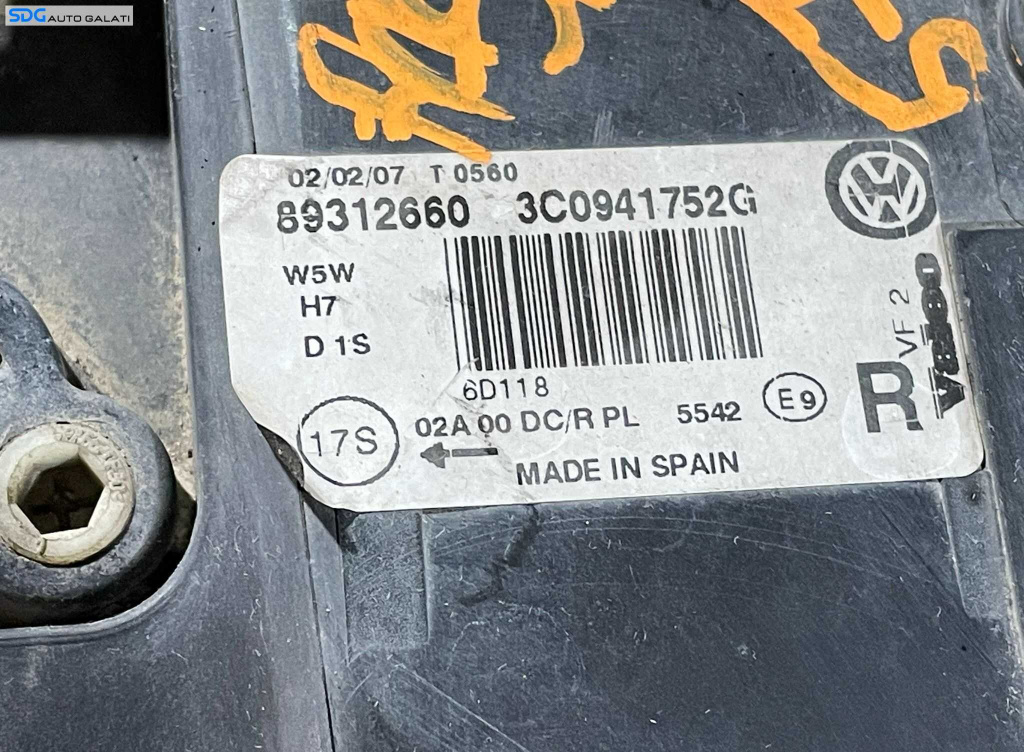 SDG AUTO GALATI
02/02/07 T 0560
89312660 3C0941752G
W5W
H7
D 1S
6D118
17S
02A 00 DC/R PL 5542 E9
MADE IN SPAIN
R
VF 2